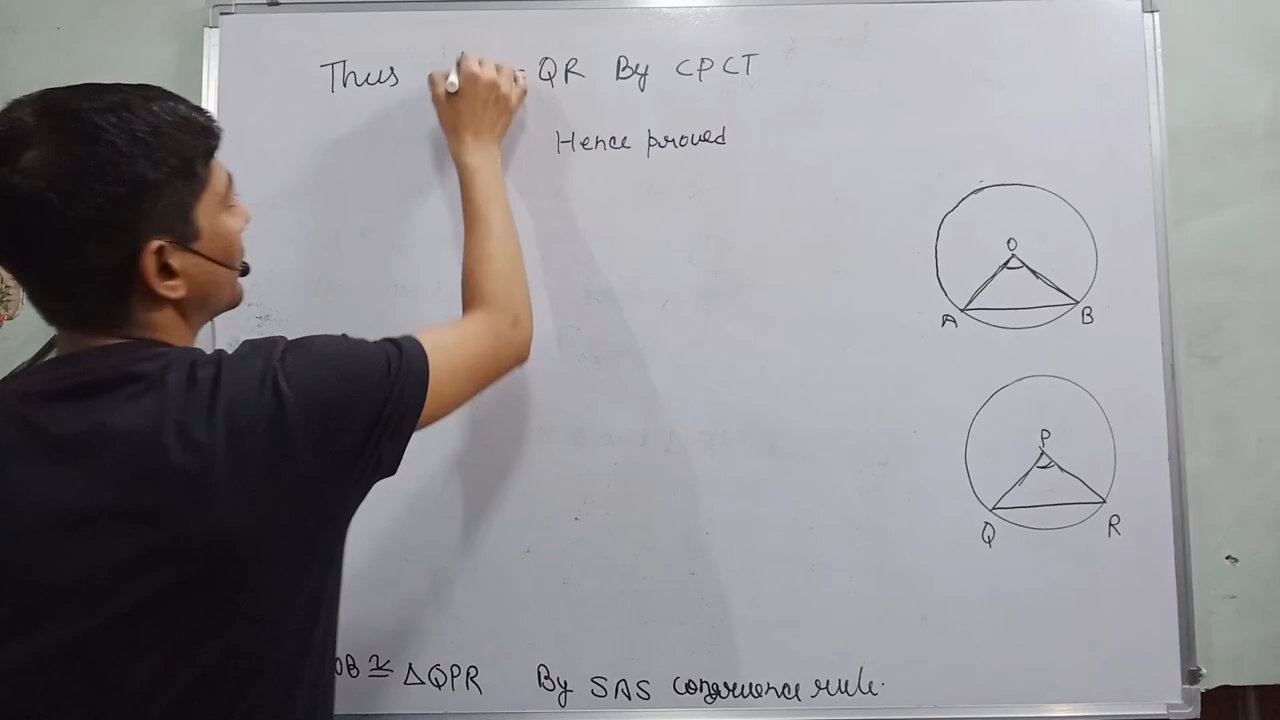 Thus = QR By CPCT
Hence proved
O
A B
P
Q R
OB ≅ ΔQPR By SAS congruence rule.